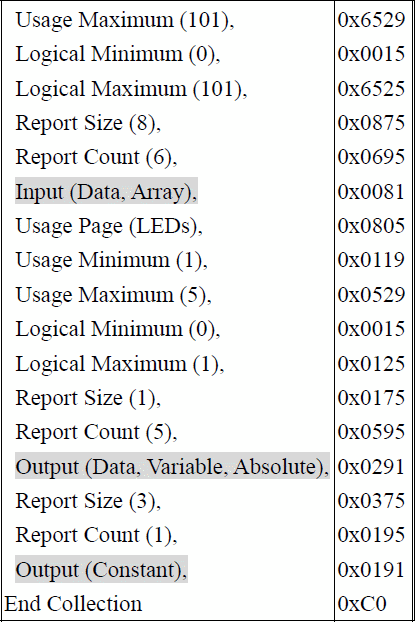 Usage Maximum (101), 0x6529
Logical Minimum (0), 0x0015
Logical Maximum (101), 0x6525
Report Size (8), 0x0875
Report Count (6), 0x0695
Input (Data, Array), 0x0081
Usage Page (LEDs), 0x0805
Usage Minimum (1), 0x0119
Usage Maximum (5), 0x0529
Logical Minimum (0), 0x0015
Logical Maximum (1), 0x0125
Report Size (1), 0x0175
Report Count (5), 0x0595
Output (Data, Variable, Absolute), 0x0291
Report Size (3), 0x0375
Report Count (1), 0x0195
Output (Constant), 0x0191
End Collection 0xC0